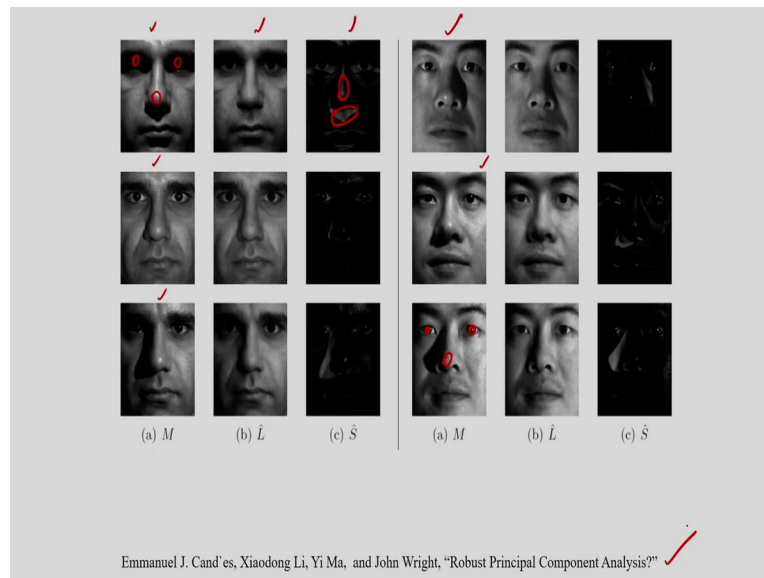 (a) M (b) L̂ (c) Ŝ (a) M (b) L̂ (c) Ŝ
Emmanuel J. Cand`es, Xiaodong Li, Yi Ma, and John Wright, “Robust Principal Component Analysis?”